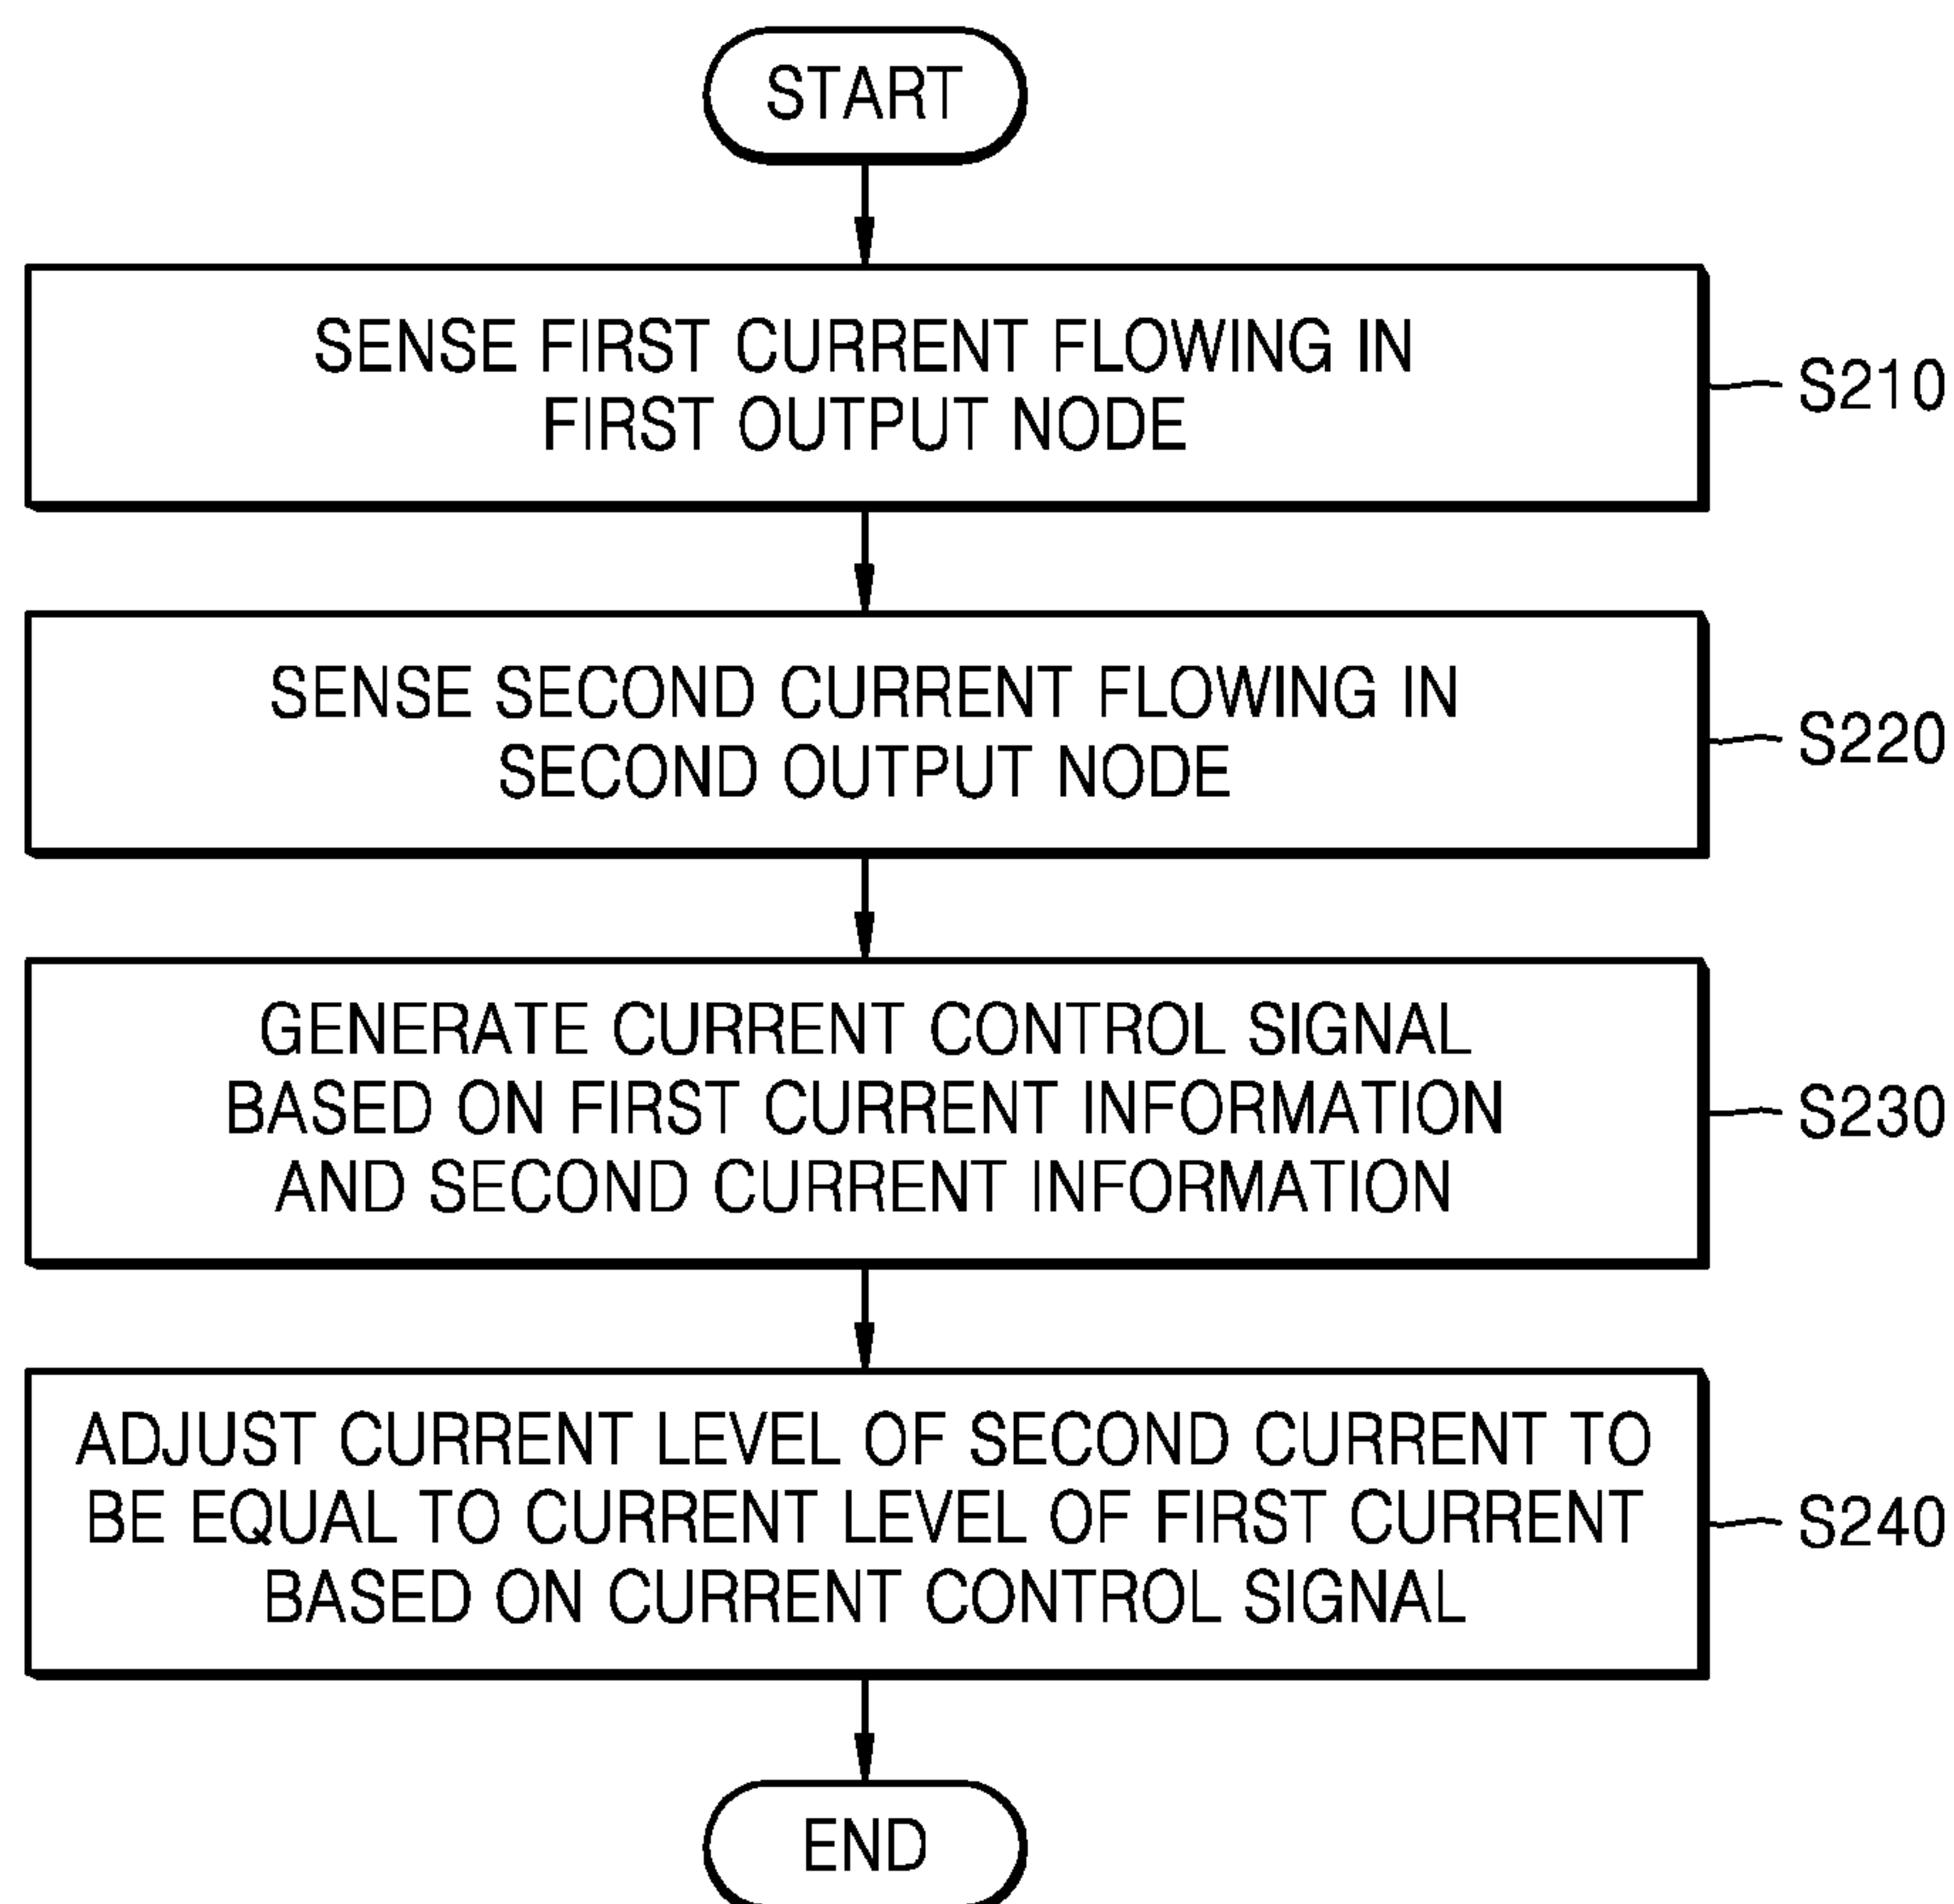 START
SENSE FIRST CURRENT FLOWING IN
FIRST OUTPUT NODE
S210
SENSE SECOND CURRENT FLOWING IN
SECOND OUTPUT NODE
S220
GENERATE CURRENT CONTROL SIGNAL
BASED ON FIRST CURRENT INFORMATION
AND SECOND CURRENT INFORMATION
S230
ADJUST CURRENT LEVEL OF SECOND CURRENT TO
BE EQUAL TO CURRENT LEVEL OF FIRST CURRENT
BASED ON CURRENT CONTROL SIGNAL
S240
END